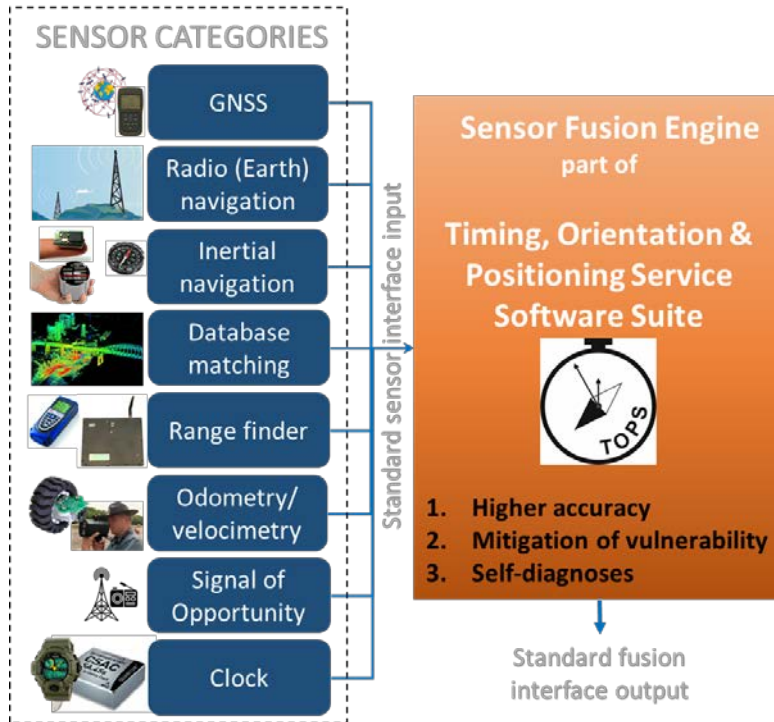 SENSOR CATEGORIES
GNSS
Radio (Earth)
navigation
Inertial
navigation
Database
matching
Range finder
Odometry/
velocimetry
Signal of
Opportunity
CSAC
Clock
Standard sensor interface input
Sensor Fusion Engine
part of
Timing, Orientation &
Positioning Service
Software Suite
TOPS
1. Higher accuracy
2. Mitigation of vulnerability
3. Self-diagnoses
Standard fusion
interface output